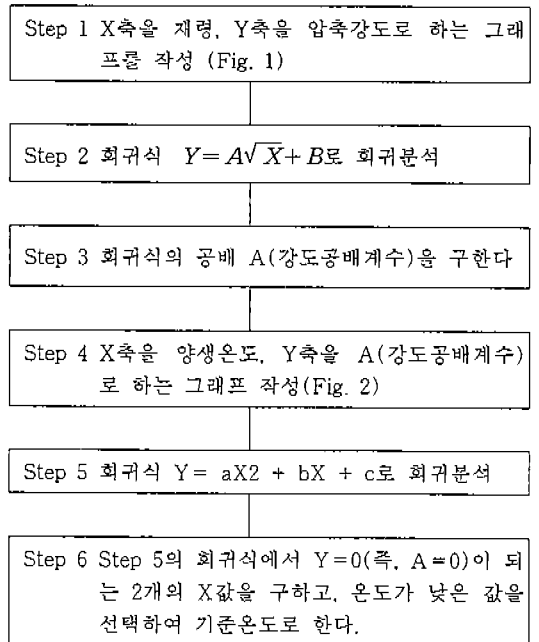 Step 1 X축을 재령, Y축을 압축강도로 하는 그래
프를 작성 (Fig. 1)
Step 2 회귀식 Y=A√X+B로 회귀분석
Step 3 회귀식의 공배 A(강도공배계수)을 구한다
Step 4 X축을 양생온도, Y축을 A(강도공배계수)
로 하는 그래프 작성(Fig. 2)
Step 5 회귀식 Y= aX2 + bX + c로 회귀분석
Step 6 Step 5의 회귀식에서 Y=0(즉, A=0)이 되
는 2개의 X값을 구하고, 온도가 낮은 값을
선택하여 기준온도로 한다.